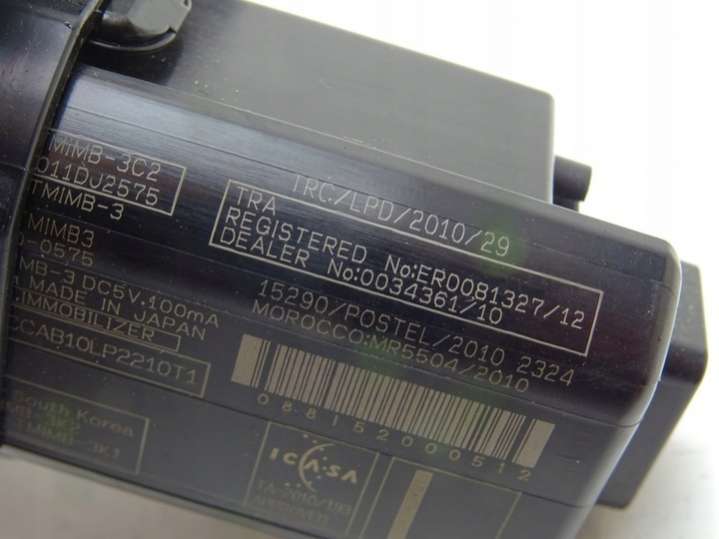 MIMB-3C2
011DJ2575
TMIMB-3
MIMB3
-0575
MB-3 DC5V,100mA
MADE IN JAPAN
IMMOBILIZER
CCAB10LP2210T1
South Korea
TRC/LPD/2010/29
TRA
REGISTERED No:ER0081327/12
DEALER No:0034361/10
15290/POSTEL/2010 2324
MOROCCO:MR5504/2010
088152000512
ICASA